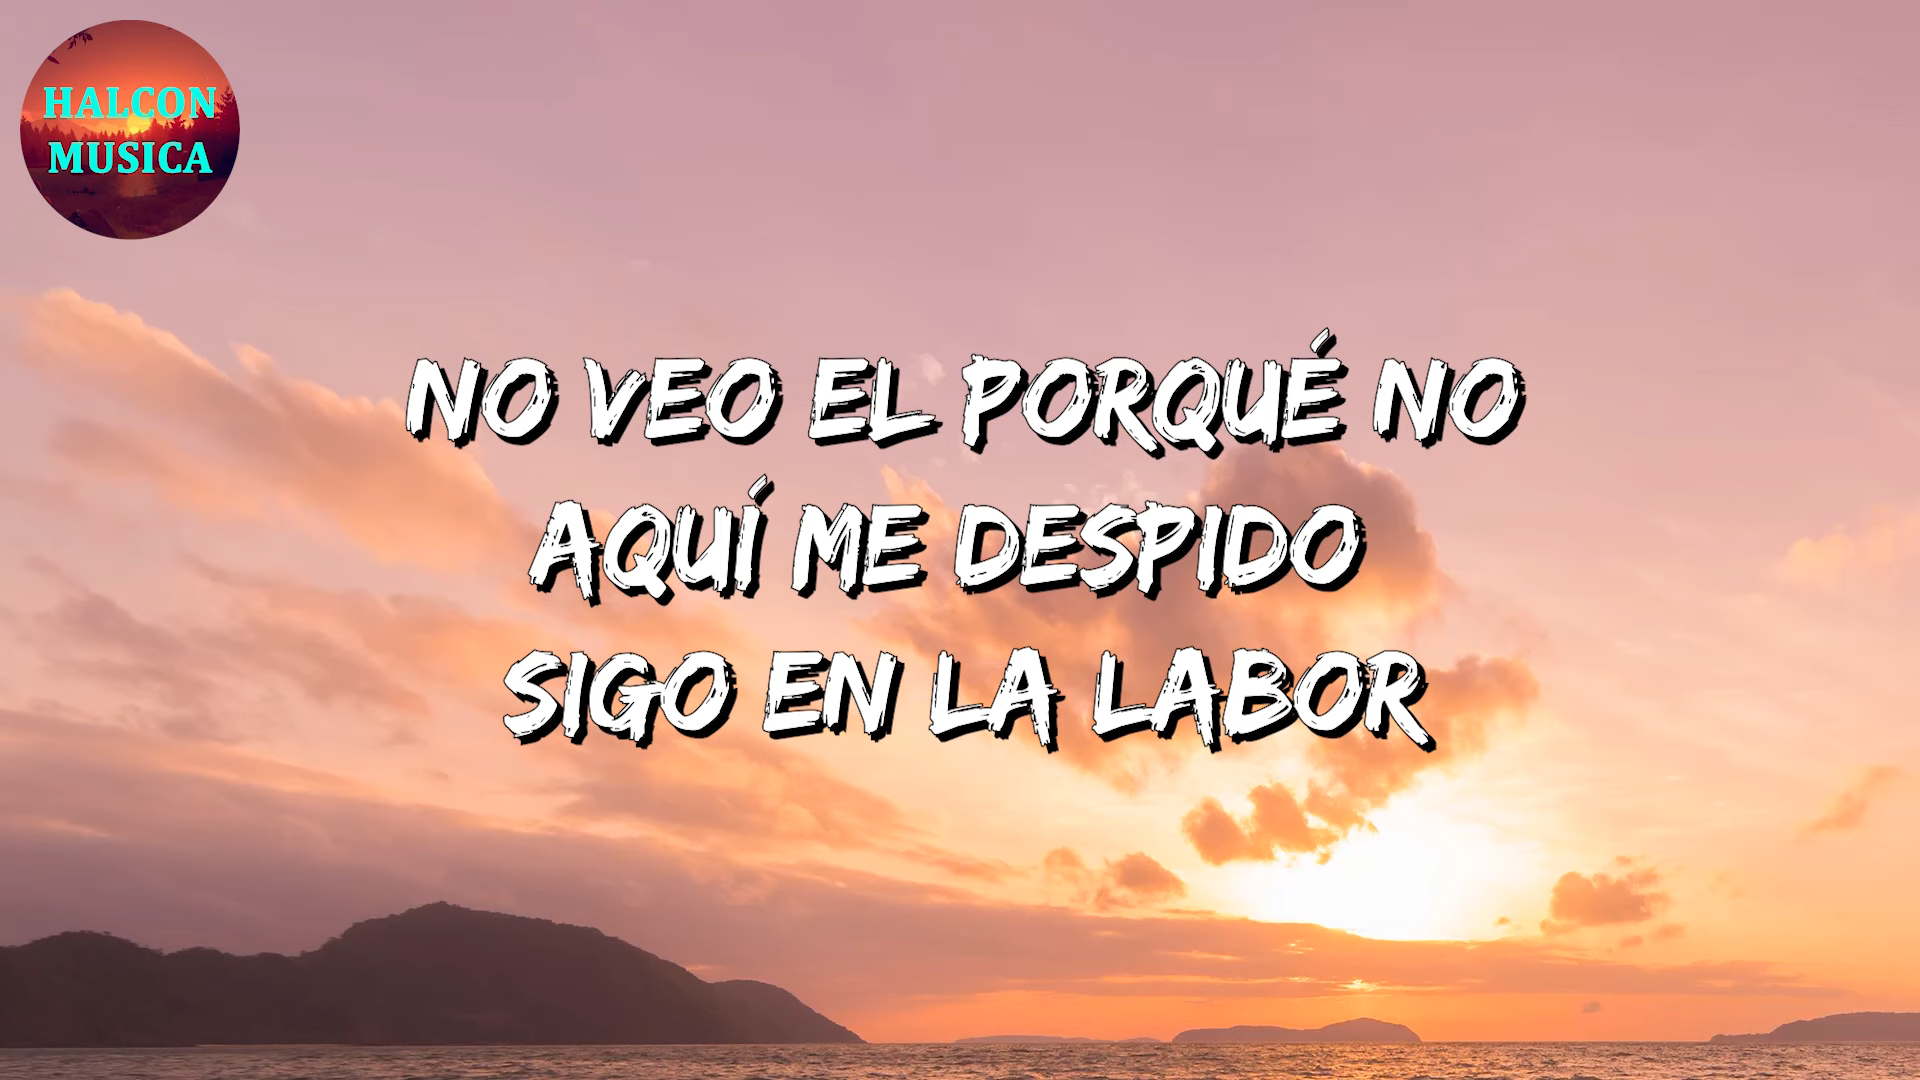 HALCON
MUSICA
NO VEO EL PORQUÉ NO
AQUÍ ME DESPIDO
SIGO EN LA LABOR